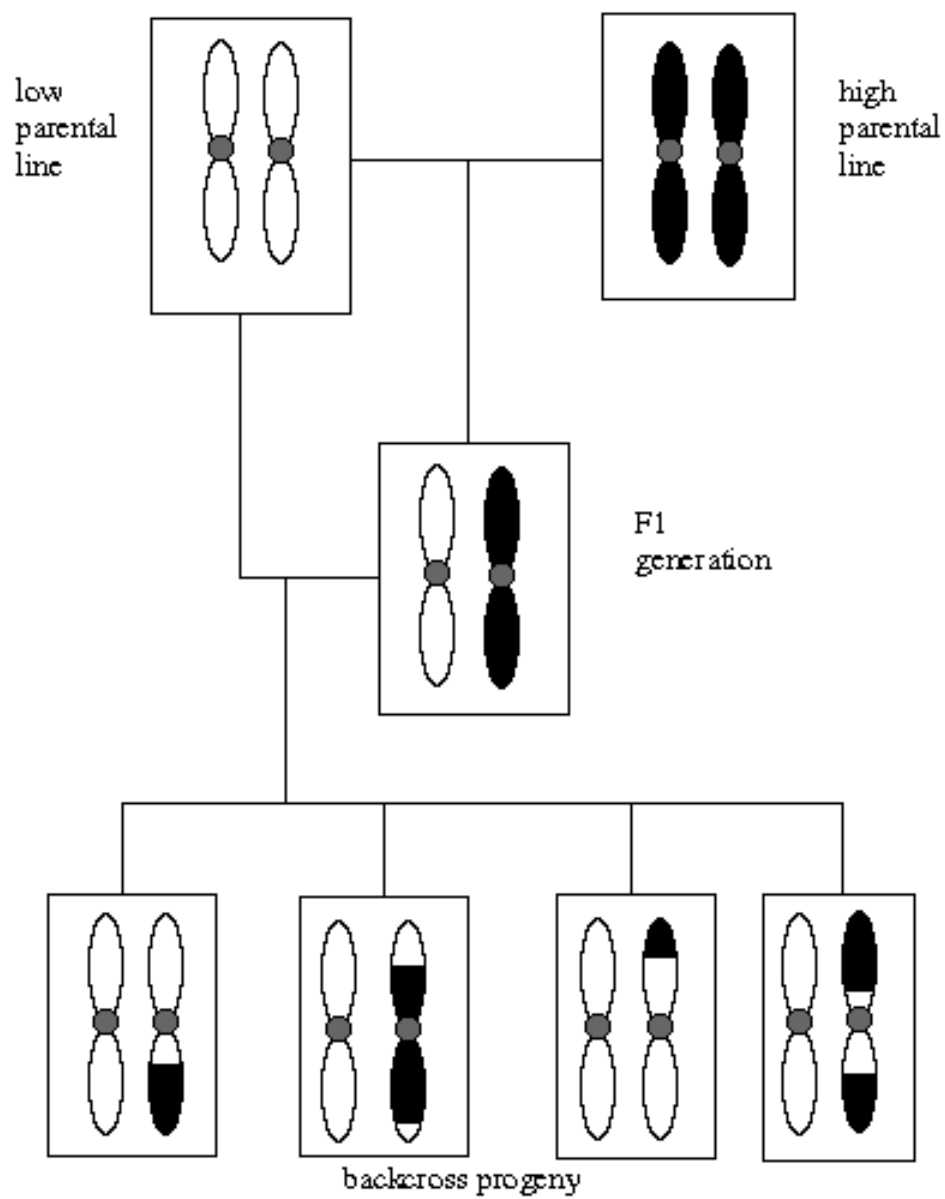 low
parental
line
high
parental
line
F1
generation
backcross progeny